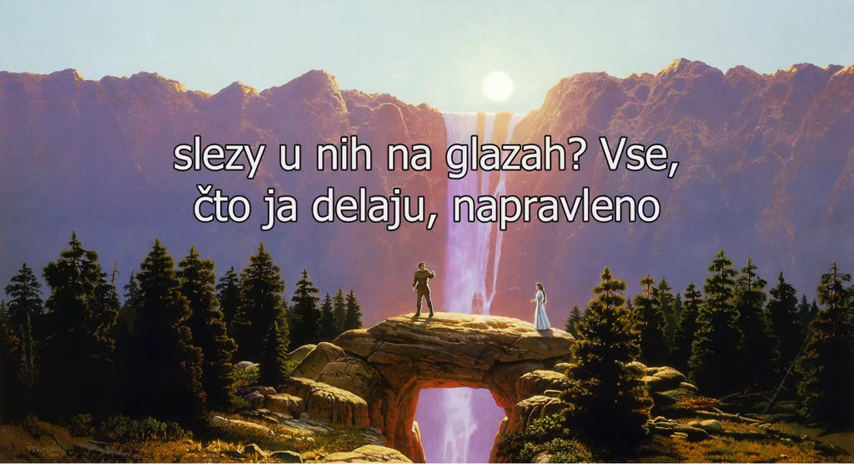 slezy u nih na glazah? Vse,
čto ja delaju, napravleno